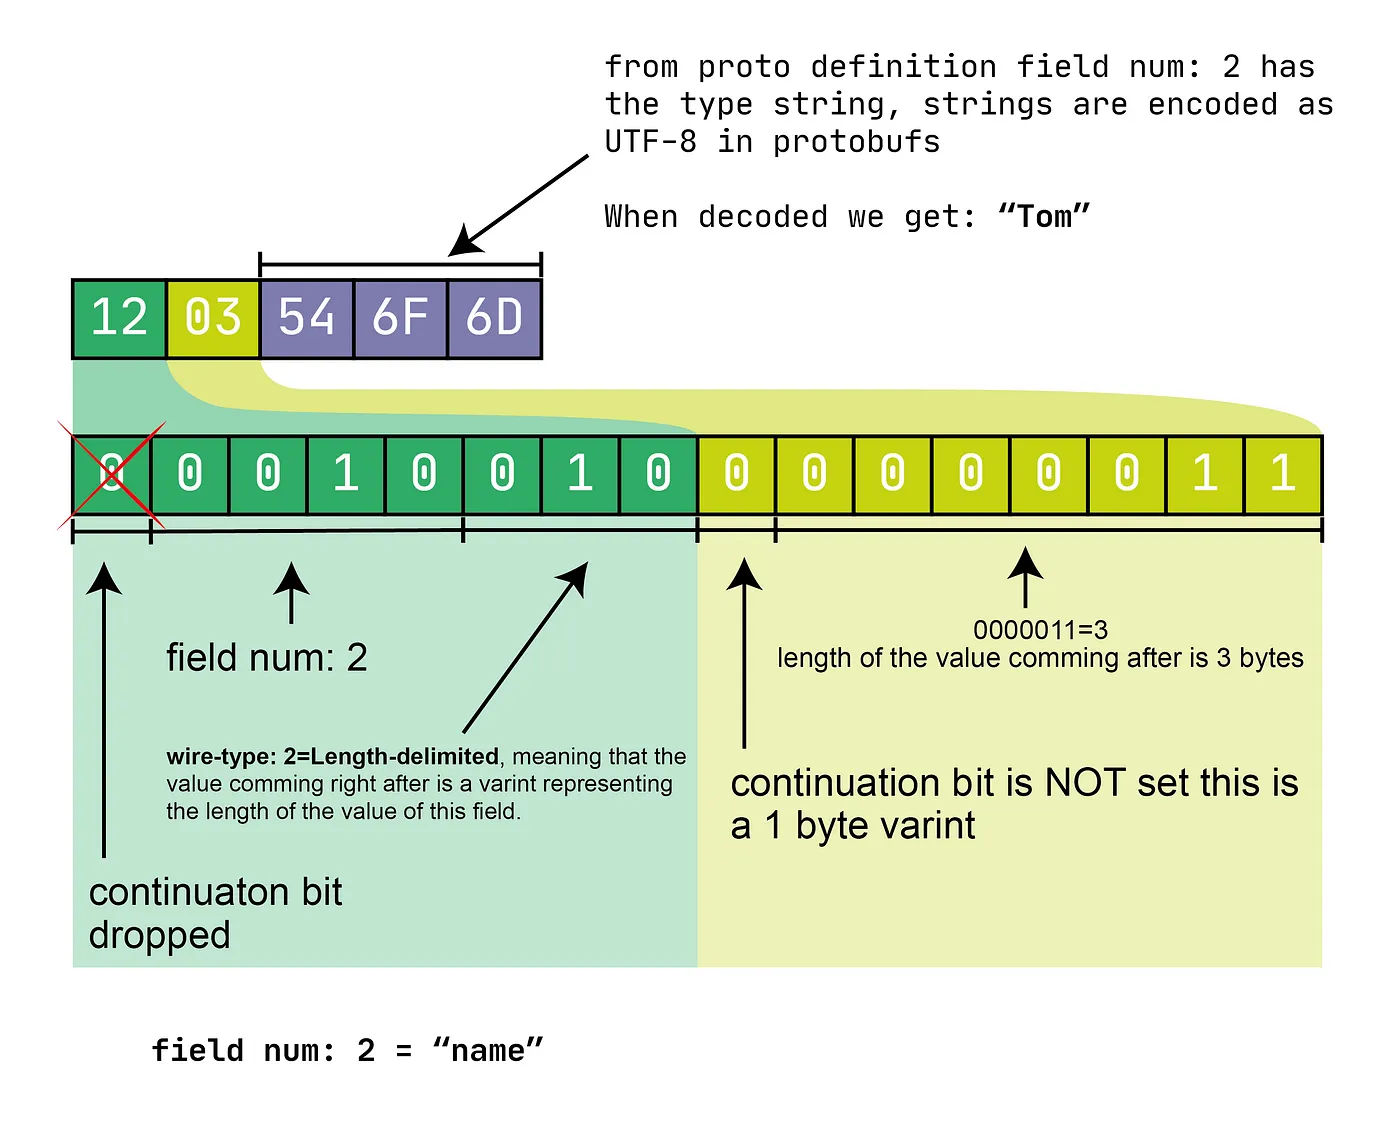 from proto definition field num: 2 has
the type string, strings are encoded as
UTF-8 in protobufs
When decoded we get: “Tom”
12 03 54 6F 6D
0 0 0 1 0 0 1 0 0 0 0 0 0 0 1 1
0000011=3
length of the value comming after is 3 bytes
field num: 2
wire-type: 2=Length-delimited, meaning that the
value comming right after is a varint representing
the length of the value of this field.
continuation bit is NOT set this is
a 1 byte varint
continuaton bit
dropped
field num: 2 = “name”